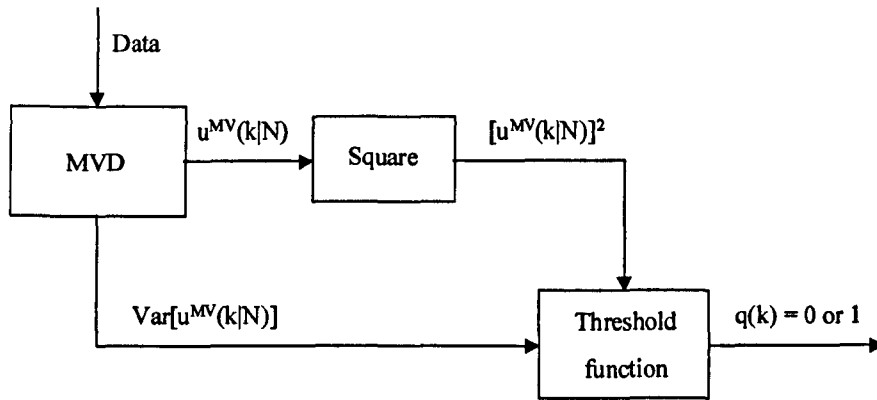 Data
MVD
u^MV(k|N)
Square
[u^MV(k|N)]²
Var[u^MV(k|N)]
Threshold
function
q(k) = 0 or 1